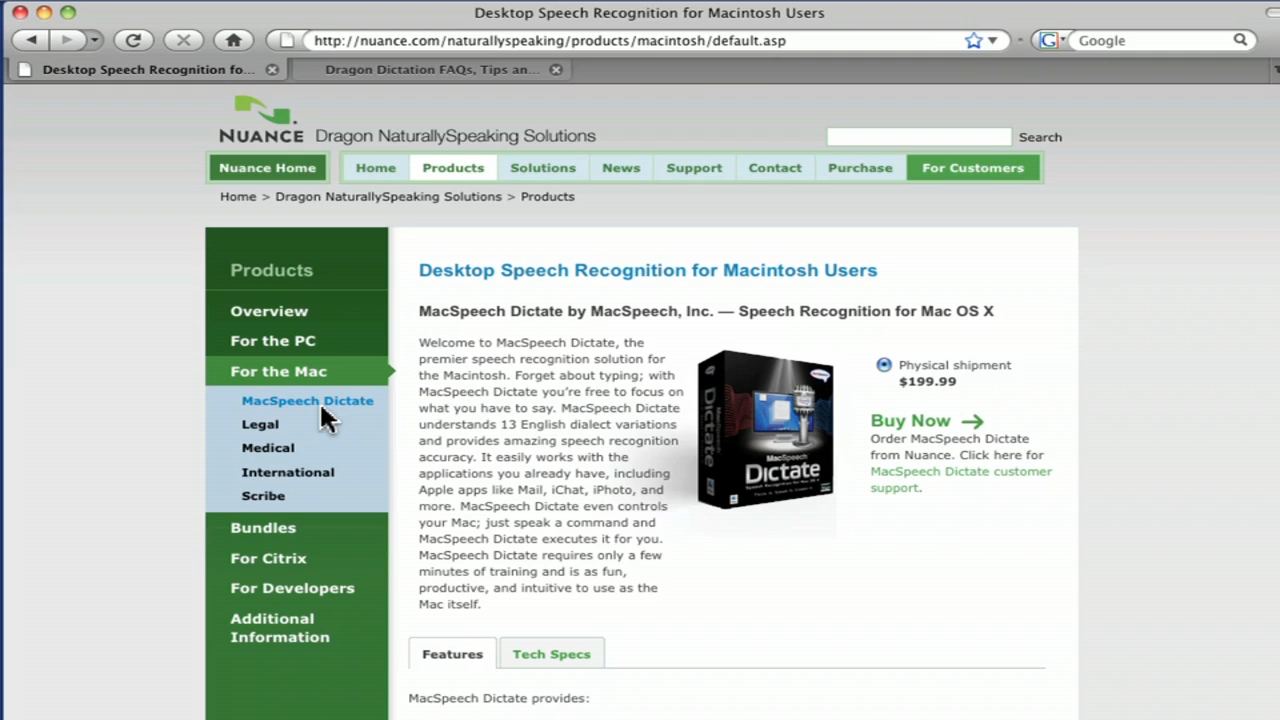 Desktop Speech Recognition for Macintosh Users
http://nuance.com/naturallyspeaking/products/macintosh/default.asp
Google
Desktop Speech Recognition fo...
Dragon Dictation FAQs, Tips an...
NUANCE Dragon NaturallySpeaking Solutions
Search
Nuance Home
Home
Products
Solutions
News
Support
Contact
Purchase
For Customers
Home > Dragon NaturallySpeaking Solutions > Products
Products
Overview
For the PC
For the Mac
MacSpeech Dictate
Legal
Medical
International
Scribe
Bundles
For Citrix
For Developers
Additional
Information
Desktop Speech Recognition for Macintosh Users
MacSpeech Dictate by MacSpeech, Inc. — Speech Recognition for Mac OS X
Welcome to MacSpeech Dictate, the
premier speech recognition solution for
the Macintosh. Forget about typing; with
MacSpeech Dictate you're free to focus on
what you have to say. MacSpeech Dictate
understands 13 English dialect variations
and provides amazing speech recognition
accuracy. It easily works with the
applications you already have, including
Apple apps like Mail, iChat, iPhoto, and
more. MacSpeech Dictate even controls
your Mac; just speak a command and
MacSpeech Dictate executes it for you.
MacSpeech Dictate requires only a few
minutes of training and is as fun,
productive, and intuitive to use as the
Mac itself.
Dictate
MacSpeech
Dictate
Physical shipment
$199.99
Buy Now
Order MacSpeech Dictate
from Nuance. Click here for
MacSpeech Dictate customer
support.
Features
Tech Specs
MacSpeech Dictate provides: